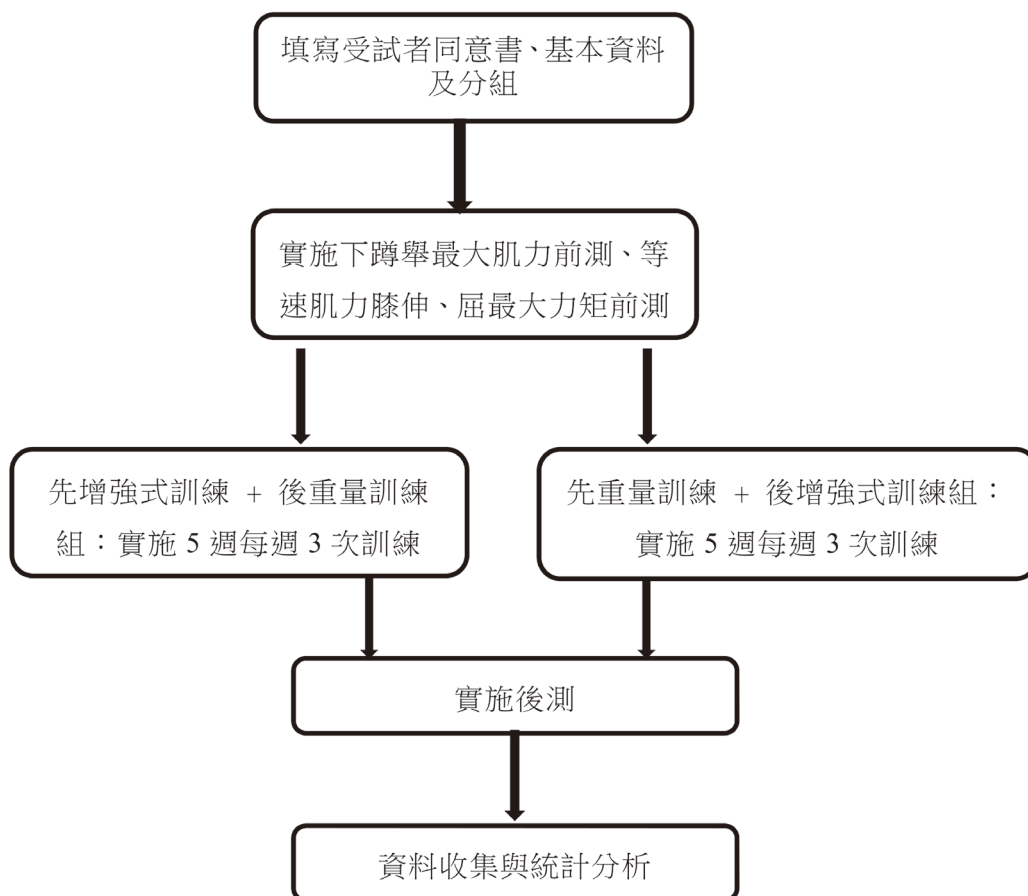 填寫受試者同意書、基本資料
及分組
實施下蹲舉最大肌力前測、等
速肌力膝伸、屈最大力矩前測
先增強式訓練 + 後重量訓練
組：實施 5 週每週 3 次訓練
先重量訓練 + 後增強式訓練組：
實施 5 週每週 3 次訓練
實施後測
資料收集與統計分析